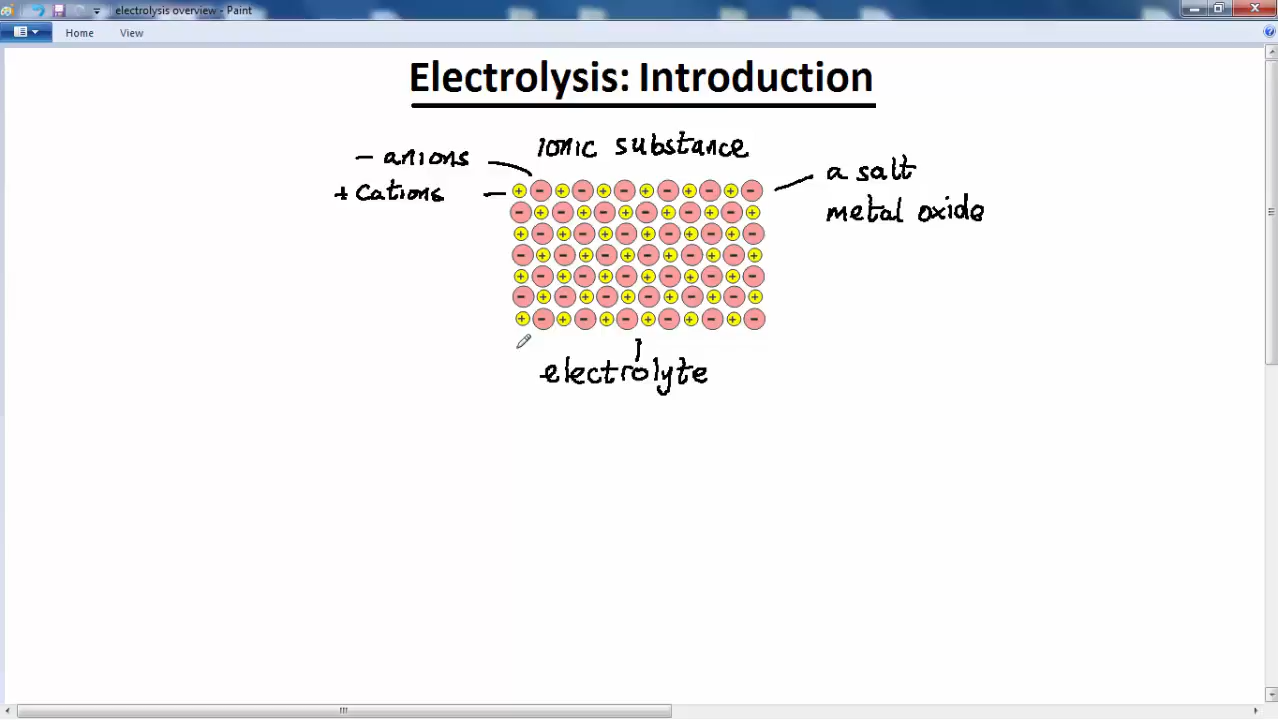 electrolysis overview - Paint
Home View
Electrolysis: Introduction
ionic substance
- anions
+ cations
a salt
metal oxide
electrolyte